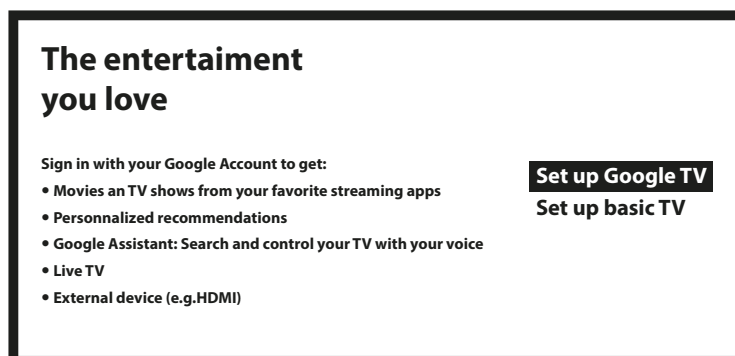 The entertaiment
you love
Sign in with your Google Account to get:
• Movies an TV shows from your favorite streaming apps
• Personnalized recommendations
• Google Assistant: Search and control your TV with your voice
• Live TV
• External device (e.g.HDMI)
Set up Google TV
Set up basic TV